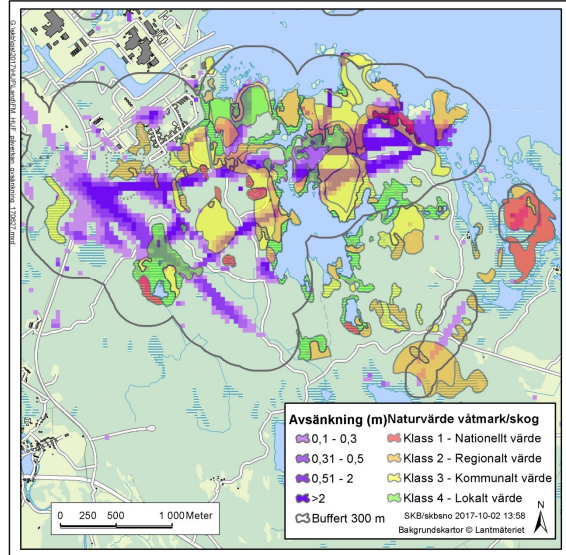 Avsänkning (m) Naturvärde våtmark/skog
0,1 - 0,3 Klass 1 - Nationellt värde
0,31 - 0,5 Klass 2 - Regionalt värde
0,51 - 2 Klass 3 - Kommunalt värde
>2 Klass 4 - Lokalt värde
Buffert 300 m SKB/skbsno 2017-10-02 13:58
Bakgrundskartor © Lantmäteriet
N
0 250 500 1 000 Meter